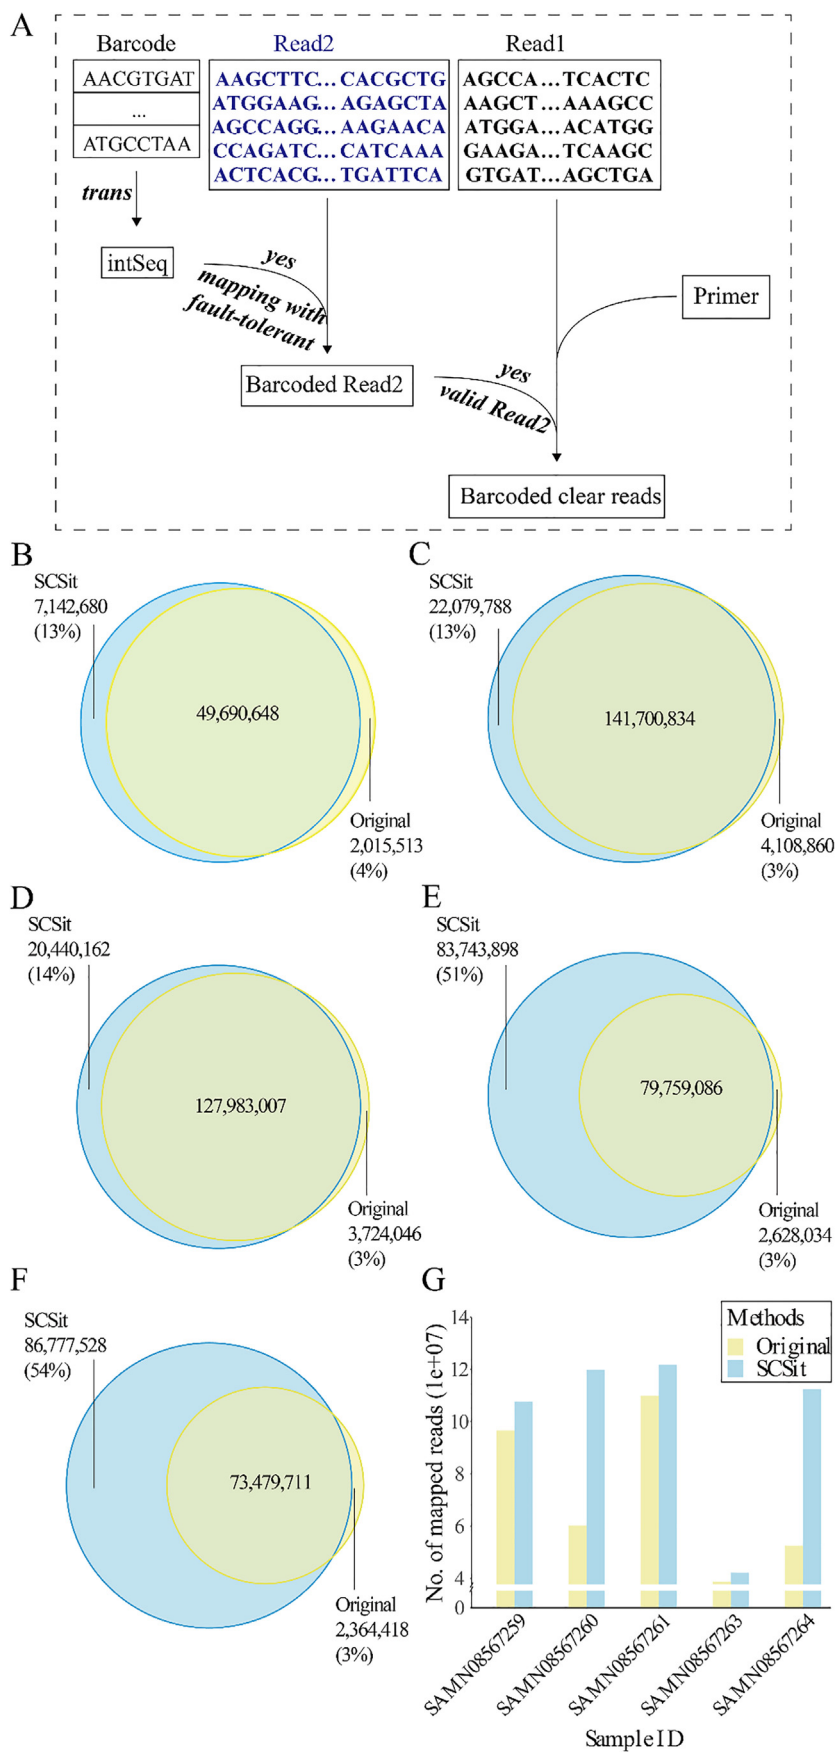 A
Barcode
Read2
Read1
AACGTGAT
...
ATGCCTAA
AAGCTTC...CACGCTG
ATGGAAG...AGAGCTA
AGCCAGG...AAGAACA
CCAGATC...CATCAAA
ACTCACG...TGATTCA
AGCCA...TCACTC
AAGCT...AAAGCC
ATGGA...ACATGG
GAAGA...TCAAGC
GTGAT...AGCTGA
trans
intSeq
yes
mapping with
fault-tolerant
Primer
Barcoded Read2
yes
valid Read2
Barcoded clear reads
B
SCSit
7,142,680
(13%)
49,690,648
Original
2,015,513
(4%)
C
SCSit
22,079,788
(13%)
141,700,834
Original
4,108,860
(3%)
D
SCSit
20,440,162
(14%)
127,983,007
Original
3,724,046
(3%)
E
SCSit
83,743,898
(51%)
79,759,086
Original
2,628,034
(3%)
F
SCSit
86,777,528
(54%)
73,479,711
Original
2,364,418
(3%)
G
No. of mapped reads (1e+07)
14
12
10
8
6
4
0
Methods
Original
SCSit
SAMN08567259
SAMN08567260
SAMN08567261
SAMN08567263
SAMN08567264
Sample ID